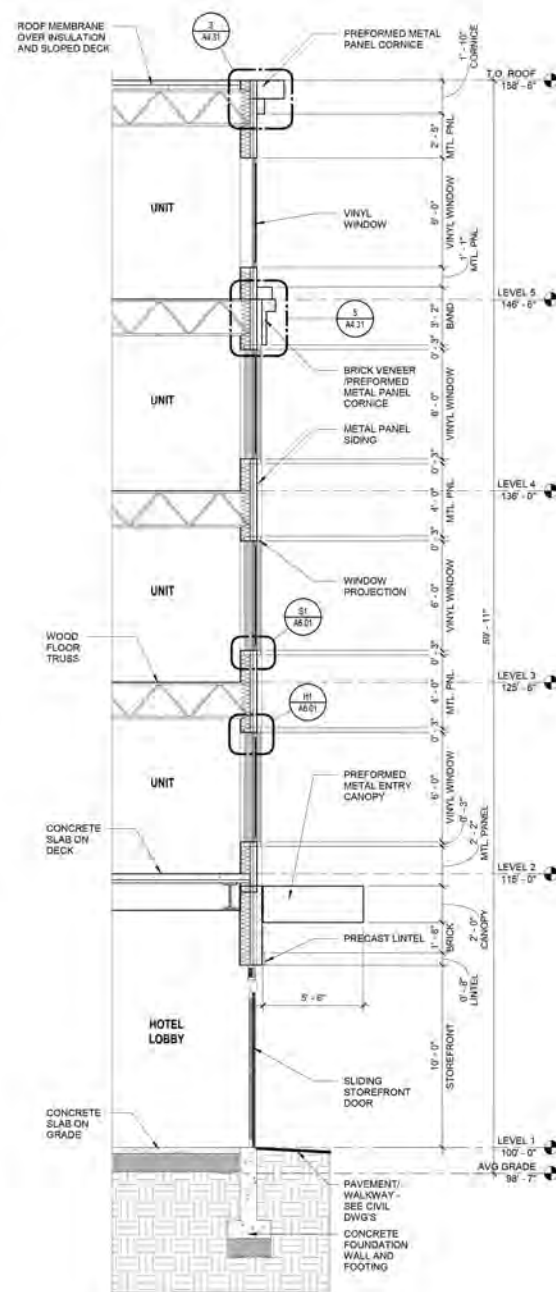 3
A4.31
ROOF MEMBRANE
OVER INSULATION
AND SLOPED DECK
PREFORMED METAL
PANEL CORNICE
1' - 10"
CORNICE
T.O. ROOF
158' - 6"
2' - 5"
MTL. PNL
UNIT
VINYL
WINDOW
6' - 0"
VINYL WINDOW
1' - 1"
MTL. PNL
LEVEL 5
146' - 6"
5
A4.31
3' - 2"
BAND
0' - 3"
BRICK VENEER
/PREFORMED
METAL PANEL
CORNICE
UNIT
6' - 0"
VINYL WINDOW
METAL PANEL
SIDING
0' - 3"
LEVEL 4
136' - 0"
4' - 0"
MTL. PNL
0' - 3"
WINDOW
PROJECTION
UNIT
6' - 0"
VINYL WINDOW
S1
A6.01
59' - 11"
WOOD
FLOOR
TRUSS
0' - 3"
LEVEL 3
125' - 6"
4' - 0"
MTL. PNL
H1
A6.01
0' - 3"
UNIT
PREFORMED
METAL ENTRY
CANOPY
6' - 0"
VINYL WINDOW
CONCRETE
SLAB ON
DECK
0' - 3"
2' - 2"
MTL. PANEL
LEVEL 2
115' - 0"
2' - 0"
CANOPY
1' - 6"
BRICK
PRECAST LINTEL
0' - 8"
LINTEL
5' - 6"
HOTEL
LOBBY
10' - 0"
STOREFRONT
SLIDING
STOREFRONT
DOOR
CONCRETE
SLAB ON
GRADE
LEVEL 1
100' - 0"
AVG GRADE
98' - 7"
PAVEMENT/
WALKWAY -
SEE CIVIL
DWG'S
CONCRETE
FOUNDATION
WALL AND
FOOTING